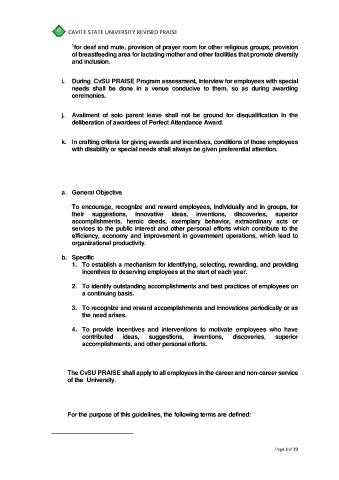 CAVITE STATE UNIVERSITY REVISED PRAISE
1for deaf and mute, provision of prayer room for other religious groups, provision
of breastfeeding area for lactating mother and other facilities that promote diversity
and inclusion.
i. During CvSU PRAISE Program assessment, interview for employees with special
needs shall be done in a venue conducive to them, so as during awarding
ceremonies.
j. Availment of solo parent leave shall not be ground for disqualification in the
deliberation of awardees of Perfect Attendance Award.
k. In crafting criteria for giving awards and incentives, conditions of those employees
with disability or special needs shall always be given preferential attention.
a. General Objective
To encourage, recognize and reward employees, individually and in groups, for
their suggestions, innovative ideas, inventions, discoveries, superior
accomplishments, heroic deeds, exemplary behavior, extraordinary acts or
services to the public interest and other personal efforts which contribute to the
efficiency, economy and improvement in government operations, which lead to
organizational productivity.
b. Specific
1. To establish a mechanism for identifying, selecting, rewarding, and providing
incentives to deserving employees at the start of each year.
2. To identify outstanding accomplishments and best practices of employees on
a continuing basis.
3. To recognize and reward accomplishments and innovations periodically or as
the need arises.
4. To provide incentives and interventions to motivate employees who have
contributed ideas, suggestions, inventions, discoveries, superior
accomplishments, and other personal efforts.
The CvSU PRAISE shall apply to all employees in the career and non-career service
of the University.
For the purpose of this guidelines, the following terms are defined:
Page 3 of 23